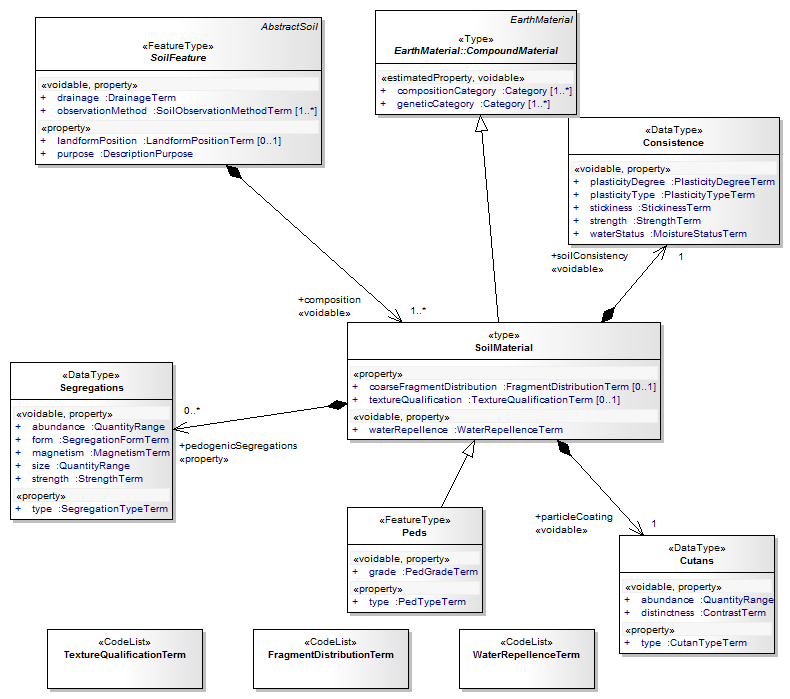 AbstractSoil
«FeatureType»
SoilFeature
«voidable, property»
+ drainage :DrainageTerm
+ observationMethod :SoilObservationMethodTerm [1..*]
«property»
+ landformPosition :LandformPositionTerm [0..1]
+ purpose :DescriptionPurpose
EarthMaterial
«Type»
EarthMaterial::CompoundMaterial
«estimatedProperty, voidable»
+ compositionCategory :Category [1..*]
+ geneticCategory :Category [1..*]
«DataType»
Consistence
«voidable, property»
+ plasticityDegree :PlasticityDegreeTerm
+ plasticityType :PlasticityTypeTerm
+ stickiness :StickinessTerm
+ strength :StrengthTerm
+ waterStatus :MoistureStatusTerm
+soilConsistency
«voidable»
1
+composition
«voidable»
1..*
«type»
SoilMaterial
«property»
+ coarseFragmentDistribution :FragmentDistributionTerm [0..1]
+ textureQualification :TextureQualificationTerm [0..1]
«voidable, property»
+ waterRepellence :WaterRepellenceTerm
«DataType»
Segregations
«voidable, property»
+ abundance :QuantityRange
+ form :SegregationFormTerm
+ magnetism :MagnetismTerm
+ size :QuantityRange
+ strength :StrengthTerm
«property»
+ type :SegregationTypeTerm
0..*
+pedogenicSegregations
«property»
«FeatureType»
Peds
«voidable, property»
+ grade :PedGradeTerm
«property»
+ type :PedTypeTerm
+particleCoating
«voidable»
1
«DataType»
Cutans
«voidable, property»
+ abundance :QuantityRange
+ distinctness :ContrastTerm
«property»
+ type :CutanTypeTerm
«CodeList»
TextureQualificationTerm
«CodeList»
FragmentDistributionTerm
«CodeList»
WaterRepellenceTerm